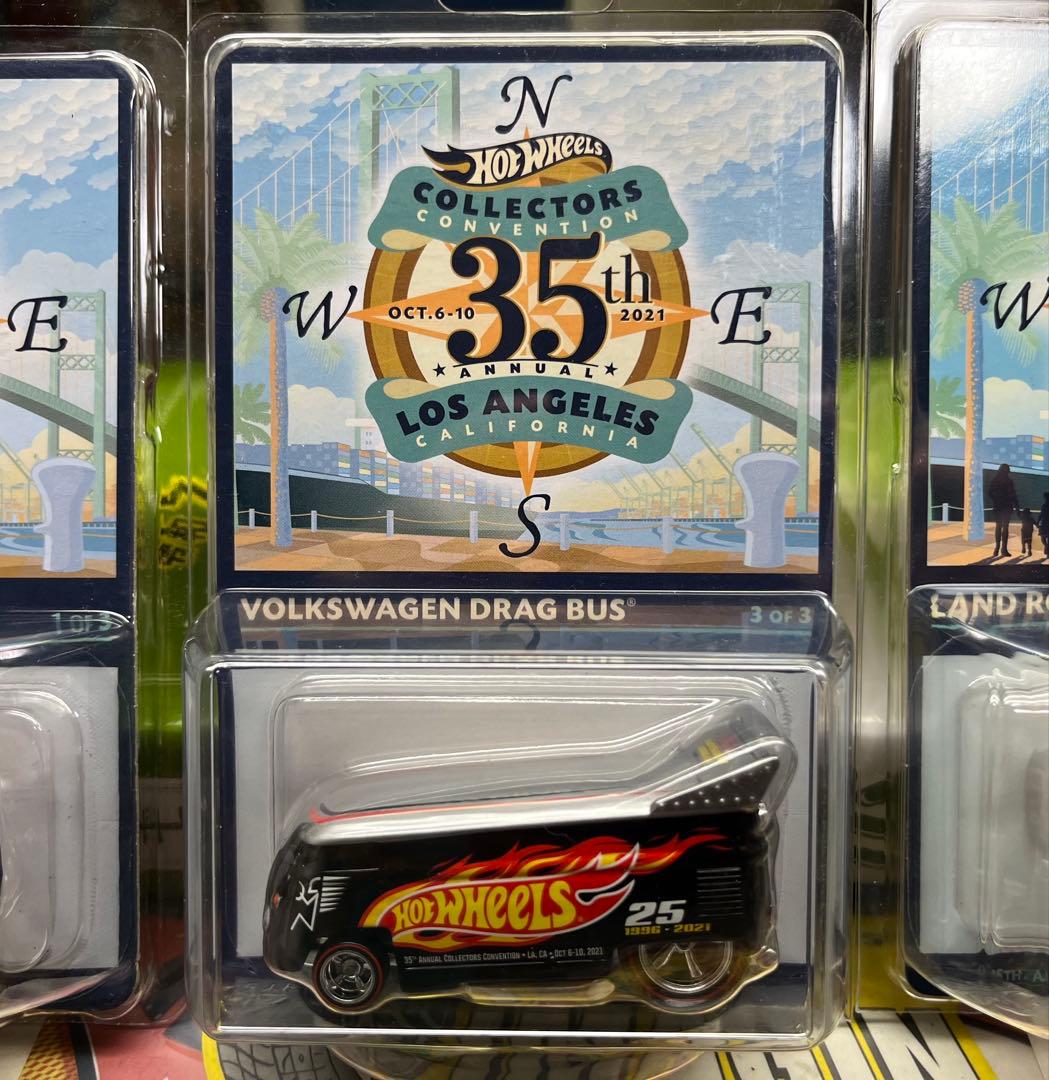 N
HOT WHEELS
COLLECTORS
CONVENTION
W
E
OCT.6-10
35th
2021
★ANNUAL★
LOS ANGELES
CALIFORNIA
S
VOLKSWAGEN DRAG BUS®
3 OF 3
35
HOT WHEELS
25
1996 - 2021
35TH ANNUAL COLLECTORS CONVENTION • LA, CA • OCT 6-10, 2021
E
1 OF 3
W
LAND